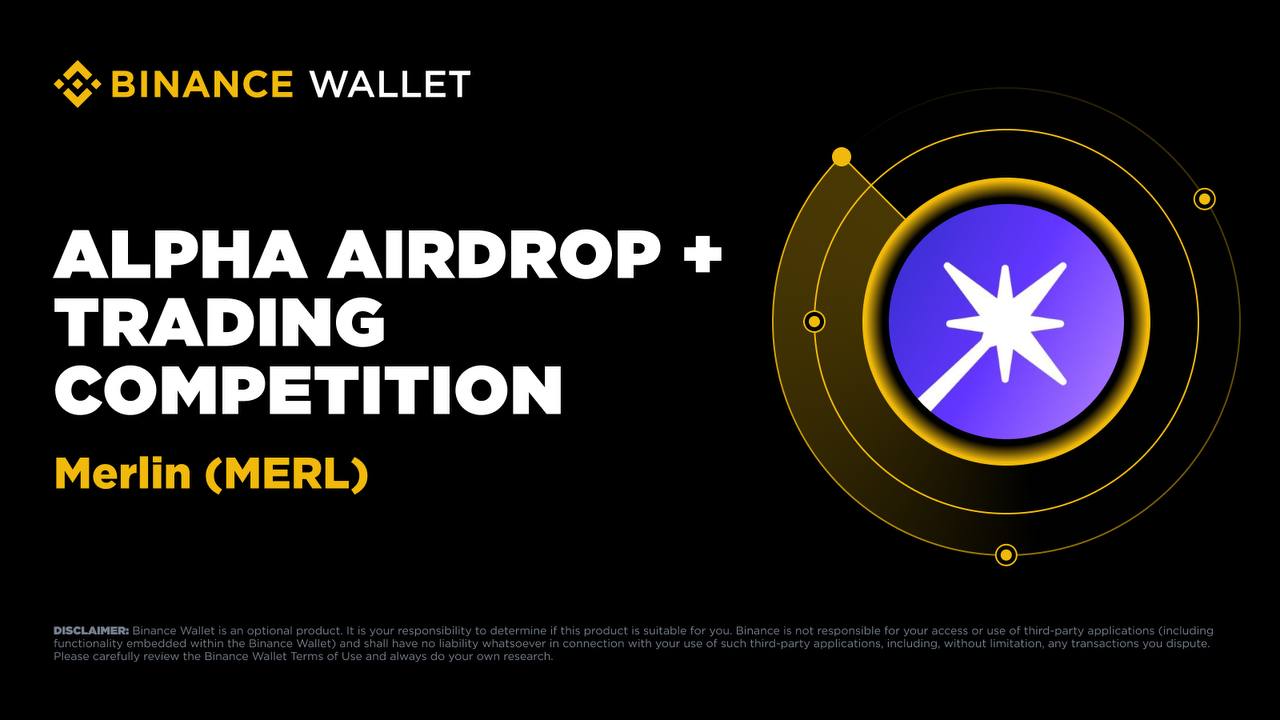 BINANCE WALLET
ALPHA AIRDROP +
TRADING
COMPETITION
Merlin (MERL)
DISCLAIMER: Binance Wallet is an optional product. It is your responsibility to determine if this product is suitable for you. Binance is not responsible for your access or use of third-party applications (including
functionality embedded within the Binance Wallet) and shall have no liability whatsoever in connection with your use of such third-party applications, including, without limitation, any transactions you dispute.
Please carefully review the Binance Wallet Terms of Use and always do your own research.